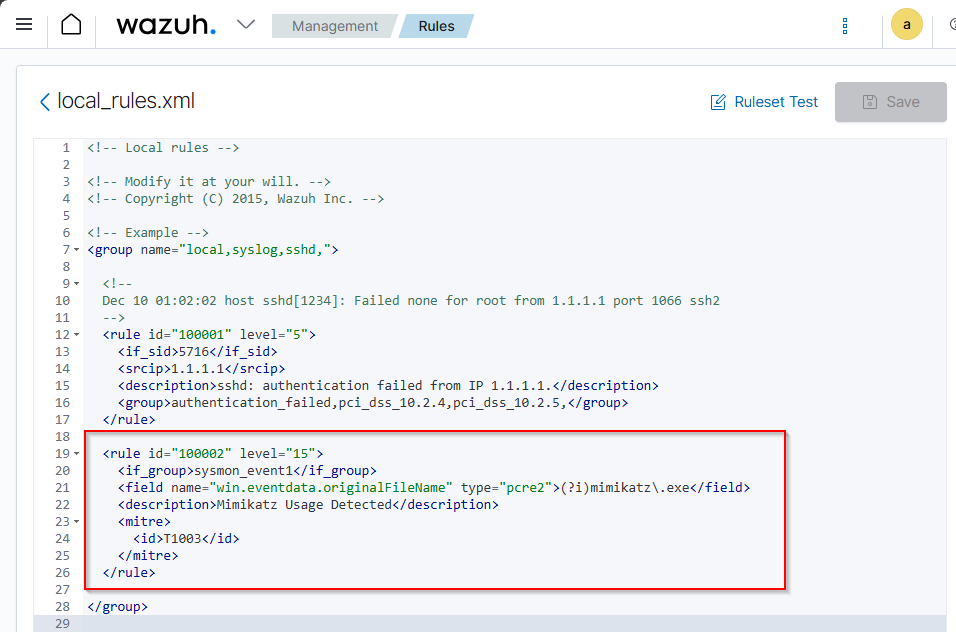 wazuh.
Management
Rules
a
local_rules.xml
Ruleset Test
Save
1 <!-- Local rules -->
2
3 <!-- Modify it at your will. -->
4 <!-- Copyright (C) 2015, Wazuh Inc. -->
5
6 <!-- Example -->
7 <group name="local,syslog,sshd,">
8
9   <!--
10   Dec 10 01:02:02 host sshd[1234]: Failed none for root from 1.1.1.1 port 1066 ssh2
11   -->
12   <rule id="100001" level="5">
13     <if_sid>5716</if_sid>
14     <srcip>1.1.1.1</srcip>
15     <description>sshd: authentication failed from IP 1.1.1.1.</description>
16     <group>authentication_failed,pci_dss_10.2.4,pci_dss_10.2.5,</group>
17   </rule>
18
19   <rule id="100002" level="15">
20     <if_group>sysmon_event1</if_group>
21     <field name="win.eventdata.originalFileName" type="pcre2">(?i)mimikatz\.exe</field>
22     <description>Mimikatz Usage Detected</description>
23     <mitre>
24       <id>T1003</id>
25     </mitre>
26   </rule>
27
28 </group>
29